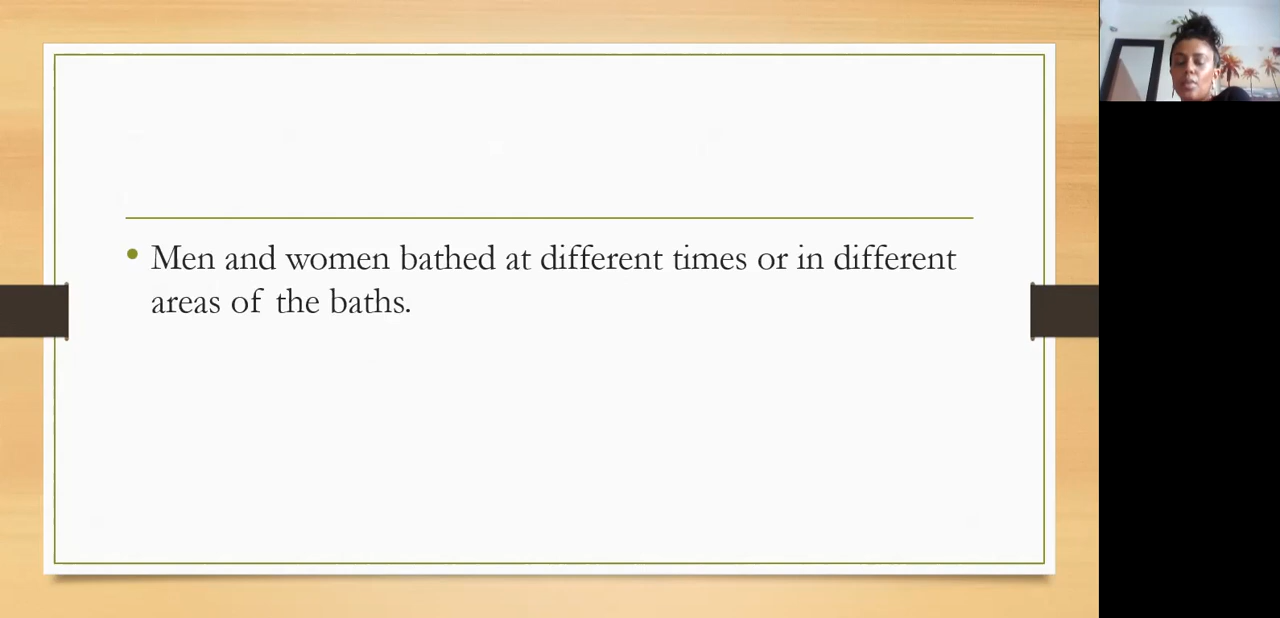 Men and women bathed at different times or in different
areas of the baths.